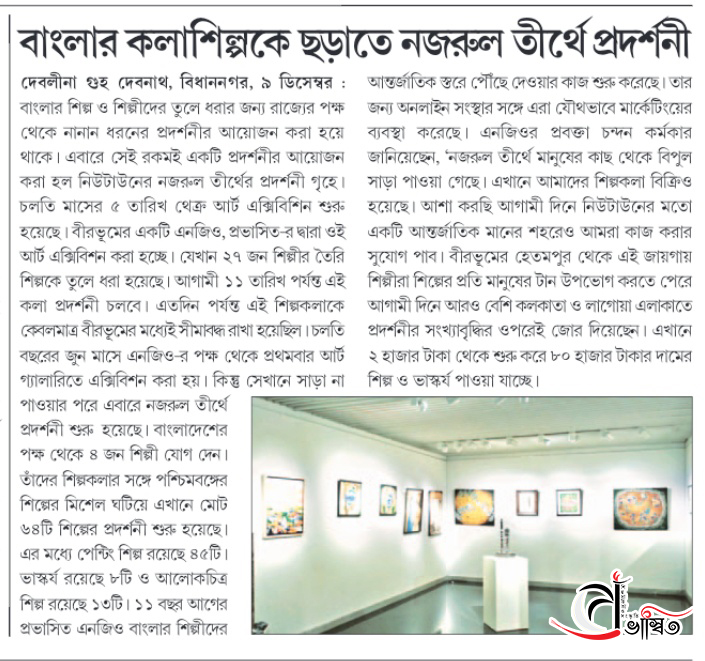 বাংলার কলাশিল্পকে ছড়াতে নজরুল তীর্থে প্রদর্শনী
দেবলীনা গুহ দেবনাথ, বিধাননগর, ৯ ডিসেম্বর :
বাংলার শিল্প ও শিল্পীদের তুলে ধরার জন্য রাজ্যের পক্ষ
থেকে নানান ধরনের প্রদর্শনীর আয়োজন করা হয়ে
থাকে। এবারে সেই রকমই একটি প্রদর্শনীর আয়োজন
করা হল নিউটাউনের নজরুল তীর্থের প্রদর্শনী গৃহে।
চলতি মাসের ৫ তারিখ থেক্র আর্ট এক্সিবিশিন শুরু
হয়েছে। বীরভূমের একটি এনজিও, প্রভাসিত-র দ্বারা ওই
আর্ট এক্সিবিশন করা হচ্ছে। যেখান ২৭ জন শিল্পীর তৈরি
শিল্পকে তুলে ধরা হয়েছে। আগামী ১১ তারিখ পর্যন্ত এই
কলা প্রদর্শনী চলবে। এতদিন পর্যন্ত এই শিল্পকলাকে
কেবলমাত্র বীরভূমের মধ্যেই সীমাবদ্ধ রাখা হয়েছিল। চলতি
বছরের জুন মাসে এনজিও-র পক্ষ থেকে প্রথমবার আর্ট
গ্যালারিতে এক্সিবিশন করা হয়। কিন্তু সেখানে সাড়া না
পাওয়ার পরে এবারে নজরুল তীর্থে
প্রদর্শনী শুরু হয়েছে। বাংলাদেশের
পক্ষ থেকে ৪ জন শিল্পী যোগ দেন।
তাঁদের শিল্পকলার সঙ্গে পশ্চিমবঙ্গের
শিল্পের মিশেল ঘটিয়ে এখানে মোট
৬৪টি শিল্পের প্রদর্শনী শুরু হয়েছে।
এর মধ্যে পেন্টিং শিল্প রয়েছে ৪৫টি।
ভাস্কর্য রয়েছে ৮টি ও আলোকচিত্র
শিল্প রয়েছে ১৩টি। ১১ বছর আগের
প্রভাসিত এনজিও বাংলার শিল্পীদের
আন্তর্জাতিক স্তরে পৌঁছে দেওয়ার কাজ শুরু করেছে। তার
জন্য অনলাইন সংস্থার সঙ্গে এরা যৌথভাবে মার্কেটিংয়ের
ব্যবস্থা করেছে। এনজিওর প্রবক্তা চন্দন কর্মকার
জানিয়েছেন, ‘নজরুল তীর্থে মানুষের কাছ থেকে বিপুল
সাড়া পাওয়া গেছে। এখানে আমাদের শিল্পকলা বিক্রিও
হয়েছে। আশা করছি আগামী দিনে নিউটাউনের মতো
একটি আন্তর্জাতিক মানের শহরেও আমরা কাজ করার
সুযোগ পাব। বীরভূমের হেতমপুর থেকে এই জায়গায়
শিল্পীরা শিল্পের প্রতি মানুষের টান উপভোগ করতে পেরে
আগামী দিনে আরও বেশি কলকাতা ও লাগোয়া এলাকাতে
প্রদর্শনীর সংখ্যাবৃদ্ধির ওপরেই জোর দিয়েছেন। এখানে
২ হাজার টাকা থেকে শুরু করে ৮০ হাজার টাকার দামের
শিল্প ও ভাস্কর্য পাওয়া যাচ্ছে।